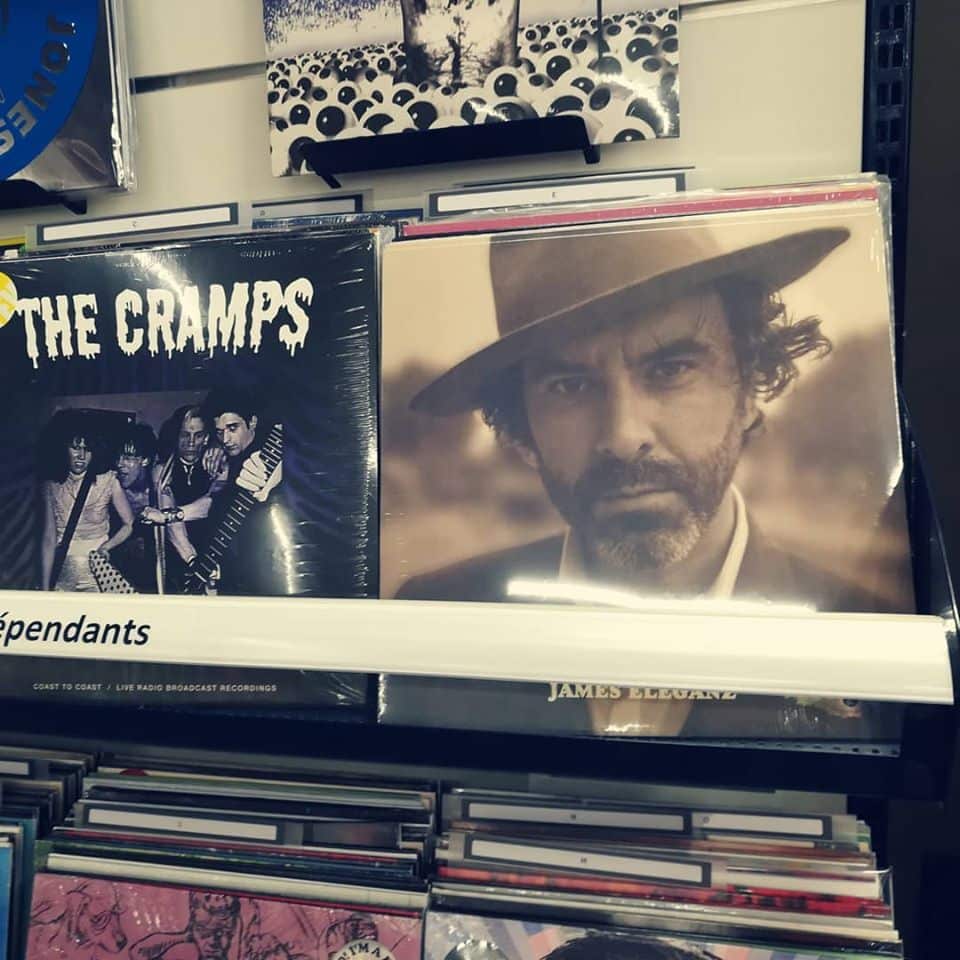 JONES
C
E
THE CRAMPS
épendants
COAST TO COAST / LIVE RADIO BROADCAST RECORDINGS
JAMES ELEGANZ
H
I'M A